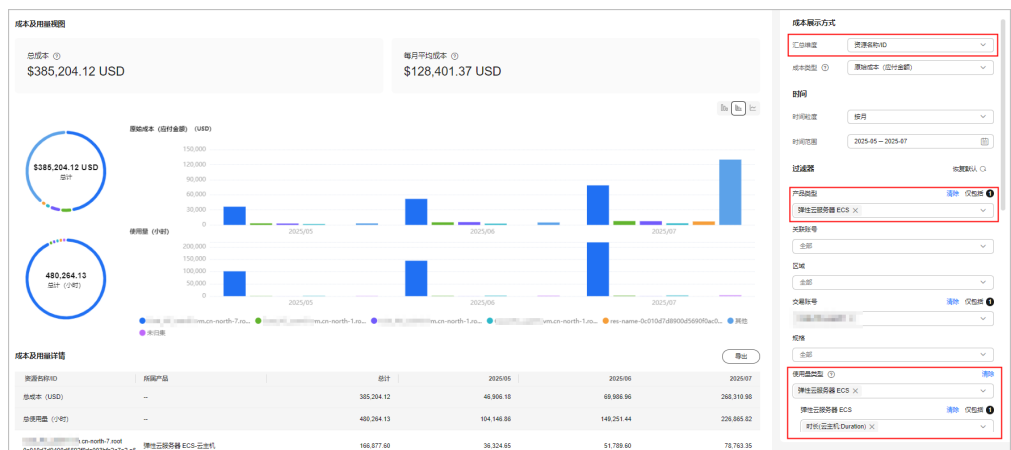 成本及用量视图
总成本 ?
$385,204.12 USD
每月平均成本 ?
$128,401.37 USD
原始成本（应付金额）（USD）
150,000
120,000
90,000
60,000
30,000
0
2025/05 2025/06 2025/07
$385,204.12 USD
总计
使用量（小时）
200,000
150,000
100,000
50,000
0
2025/05 2025/06 2025/07
480,264.13
总计（小时）
m.cn-north-7.ro... m.cn-north-1.ro... m.cn-north-1.ro... vm.cn-north-1.ro... res-name-0c010d7d8900d5690f0ac0... 其他
未归集
成本及用量详情
导出
资源名称/ID 所属产品 总计 2025/05 2025/06 2025/07
总成本（USD） -- 385,204.12 46,906.18 69,986.96 268,310.98
总使用量（小时） -- 480,264.13 104,146.86 149,251.44 226,865.82
n.cn-north-7.root
弹性云服务器 ECS-云主机 166,877.60 36,324.65 51,789.60 78,763.35
成本展示方式
汇总维度 资源名称/ID
成本类型 ? 原始成本（应付金额）
时间
时间粒度 按月
时间范围 2025-05 – 2025-07
过滤器 恢复默认
产品类型 清除 仅包括 1
弹性云服务器 ECS ×
关联账号
全部
区域
全部
交易账号 清除 仅包括 1
规格
全部
使用量类型 ? 清除
弹性云服务器 ECS ×
弹性云服务器 ECS 清除 仅包括 1
时长(云主机:Duration) ×